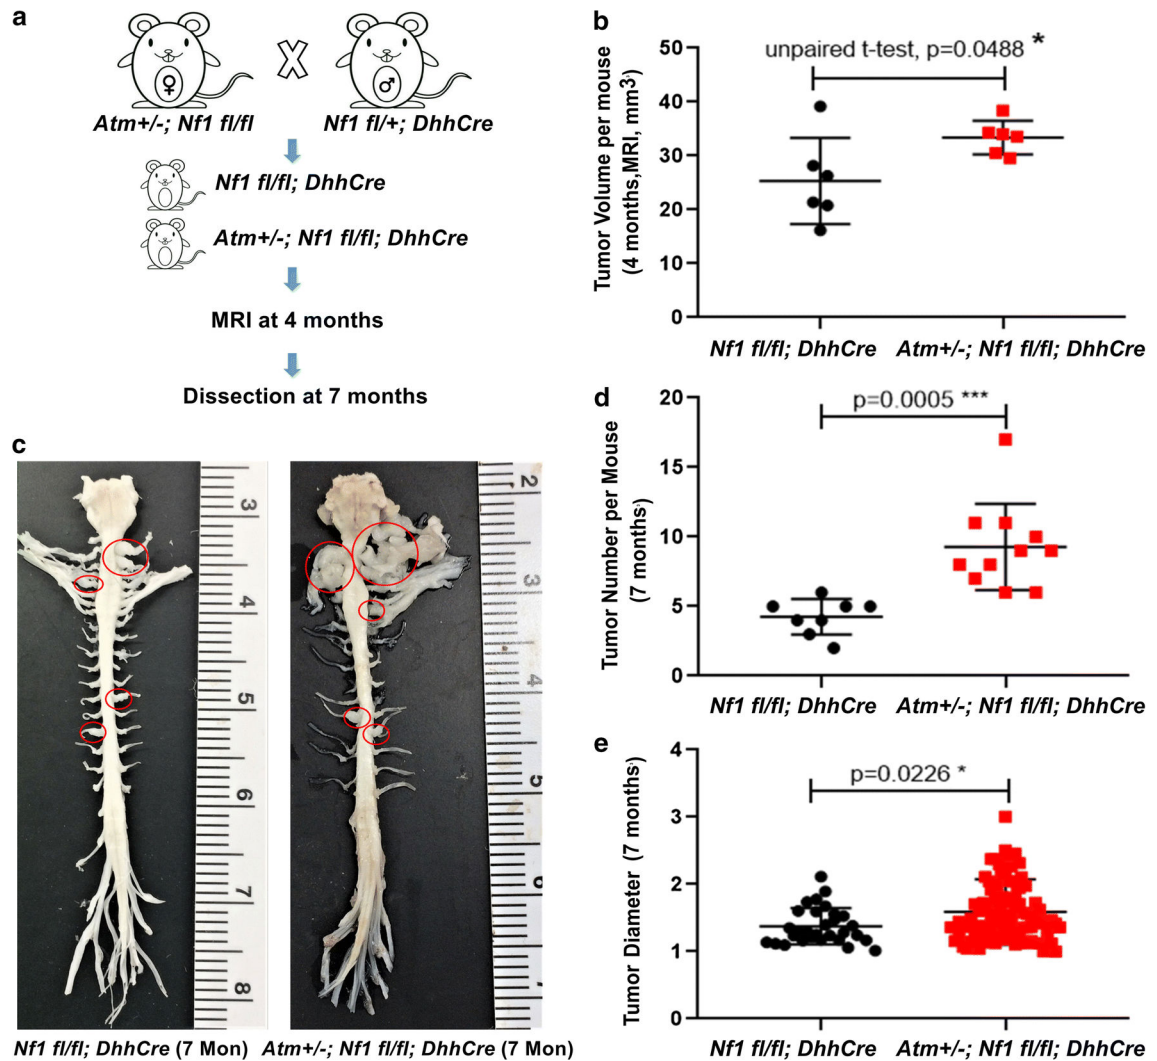 a
♀
X
♂
Atm+/-; Nf1 fl/fl
Nf1 fl/+; DhhCre
Nf1 fl/fl; DhhCre
Atm+/-; Nf1 fl/fl; DhhCre
MRI at 4 months
Dissection at 7 months
b
Tumor Volume per mouse
(4 months,MRI, mm3)
50
40
30
20
10
0
unpaired t-test, p=0.0488 *
Nf1 fl/fl; DhhCre
Atm+/-; Nf1 fl/fl; DhhCre
c
3
4
5
6
7
8
2
3
4
5
6
7
Nf1 fl/fl; DhhCre (7 Mon)
Atm+/-; Nf1 fl/fl; DhhCre (7 Mon)
d
Tumor Number per Mouse
(7 months)
20
15
10
5
0
p=0.0005 ***
Nf1 fl/fl; DhhCre
Atm+/-; Nf1 fl/fl; DhhCre
e
Tumor Diameter (7 months)
4
3
2
1
0
p=0.0226 *
Nf1 fl/fl; DhhCre
Atm+/-; Nf1 fl/fl; DhhCre